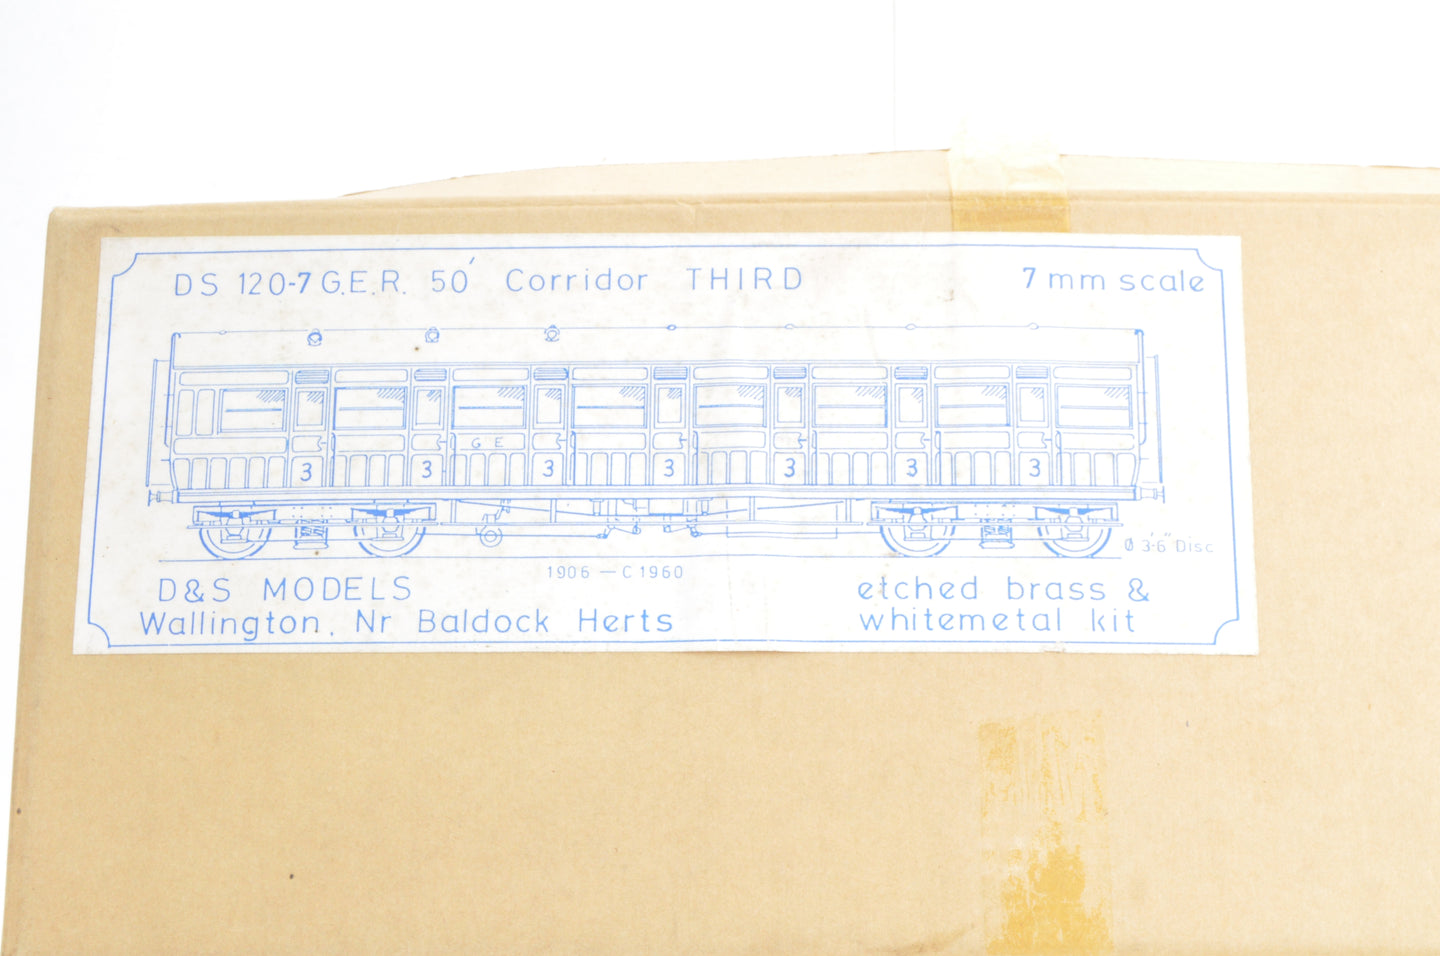 DS 120-7 G.E.R. 50' Corridor THIRD 7 mm scale
G E
3 3 3 3 3 3 3
Ø 3'-6" Disc
1906 — C 1960
D&S MODELS
Wallington, Nr Baldock Herts
etched brass &
whitemetal kit